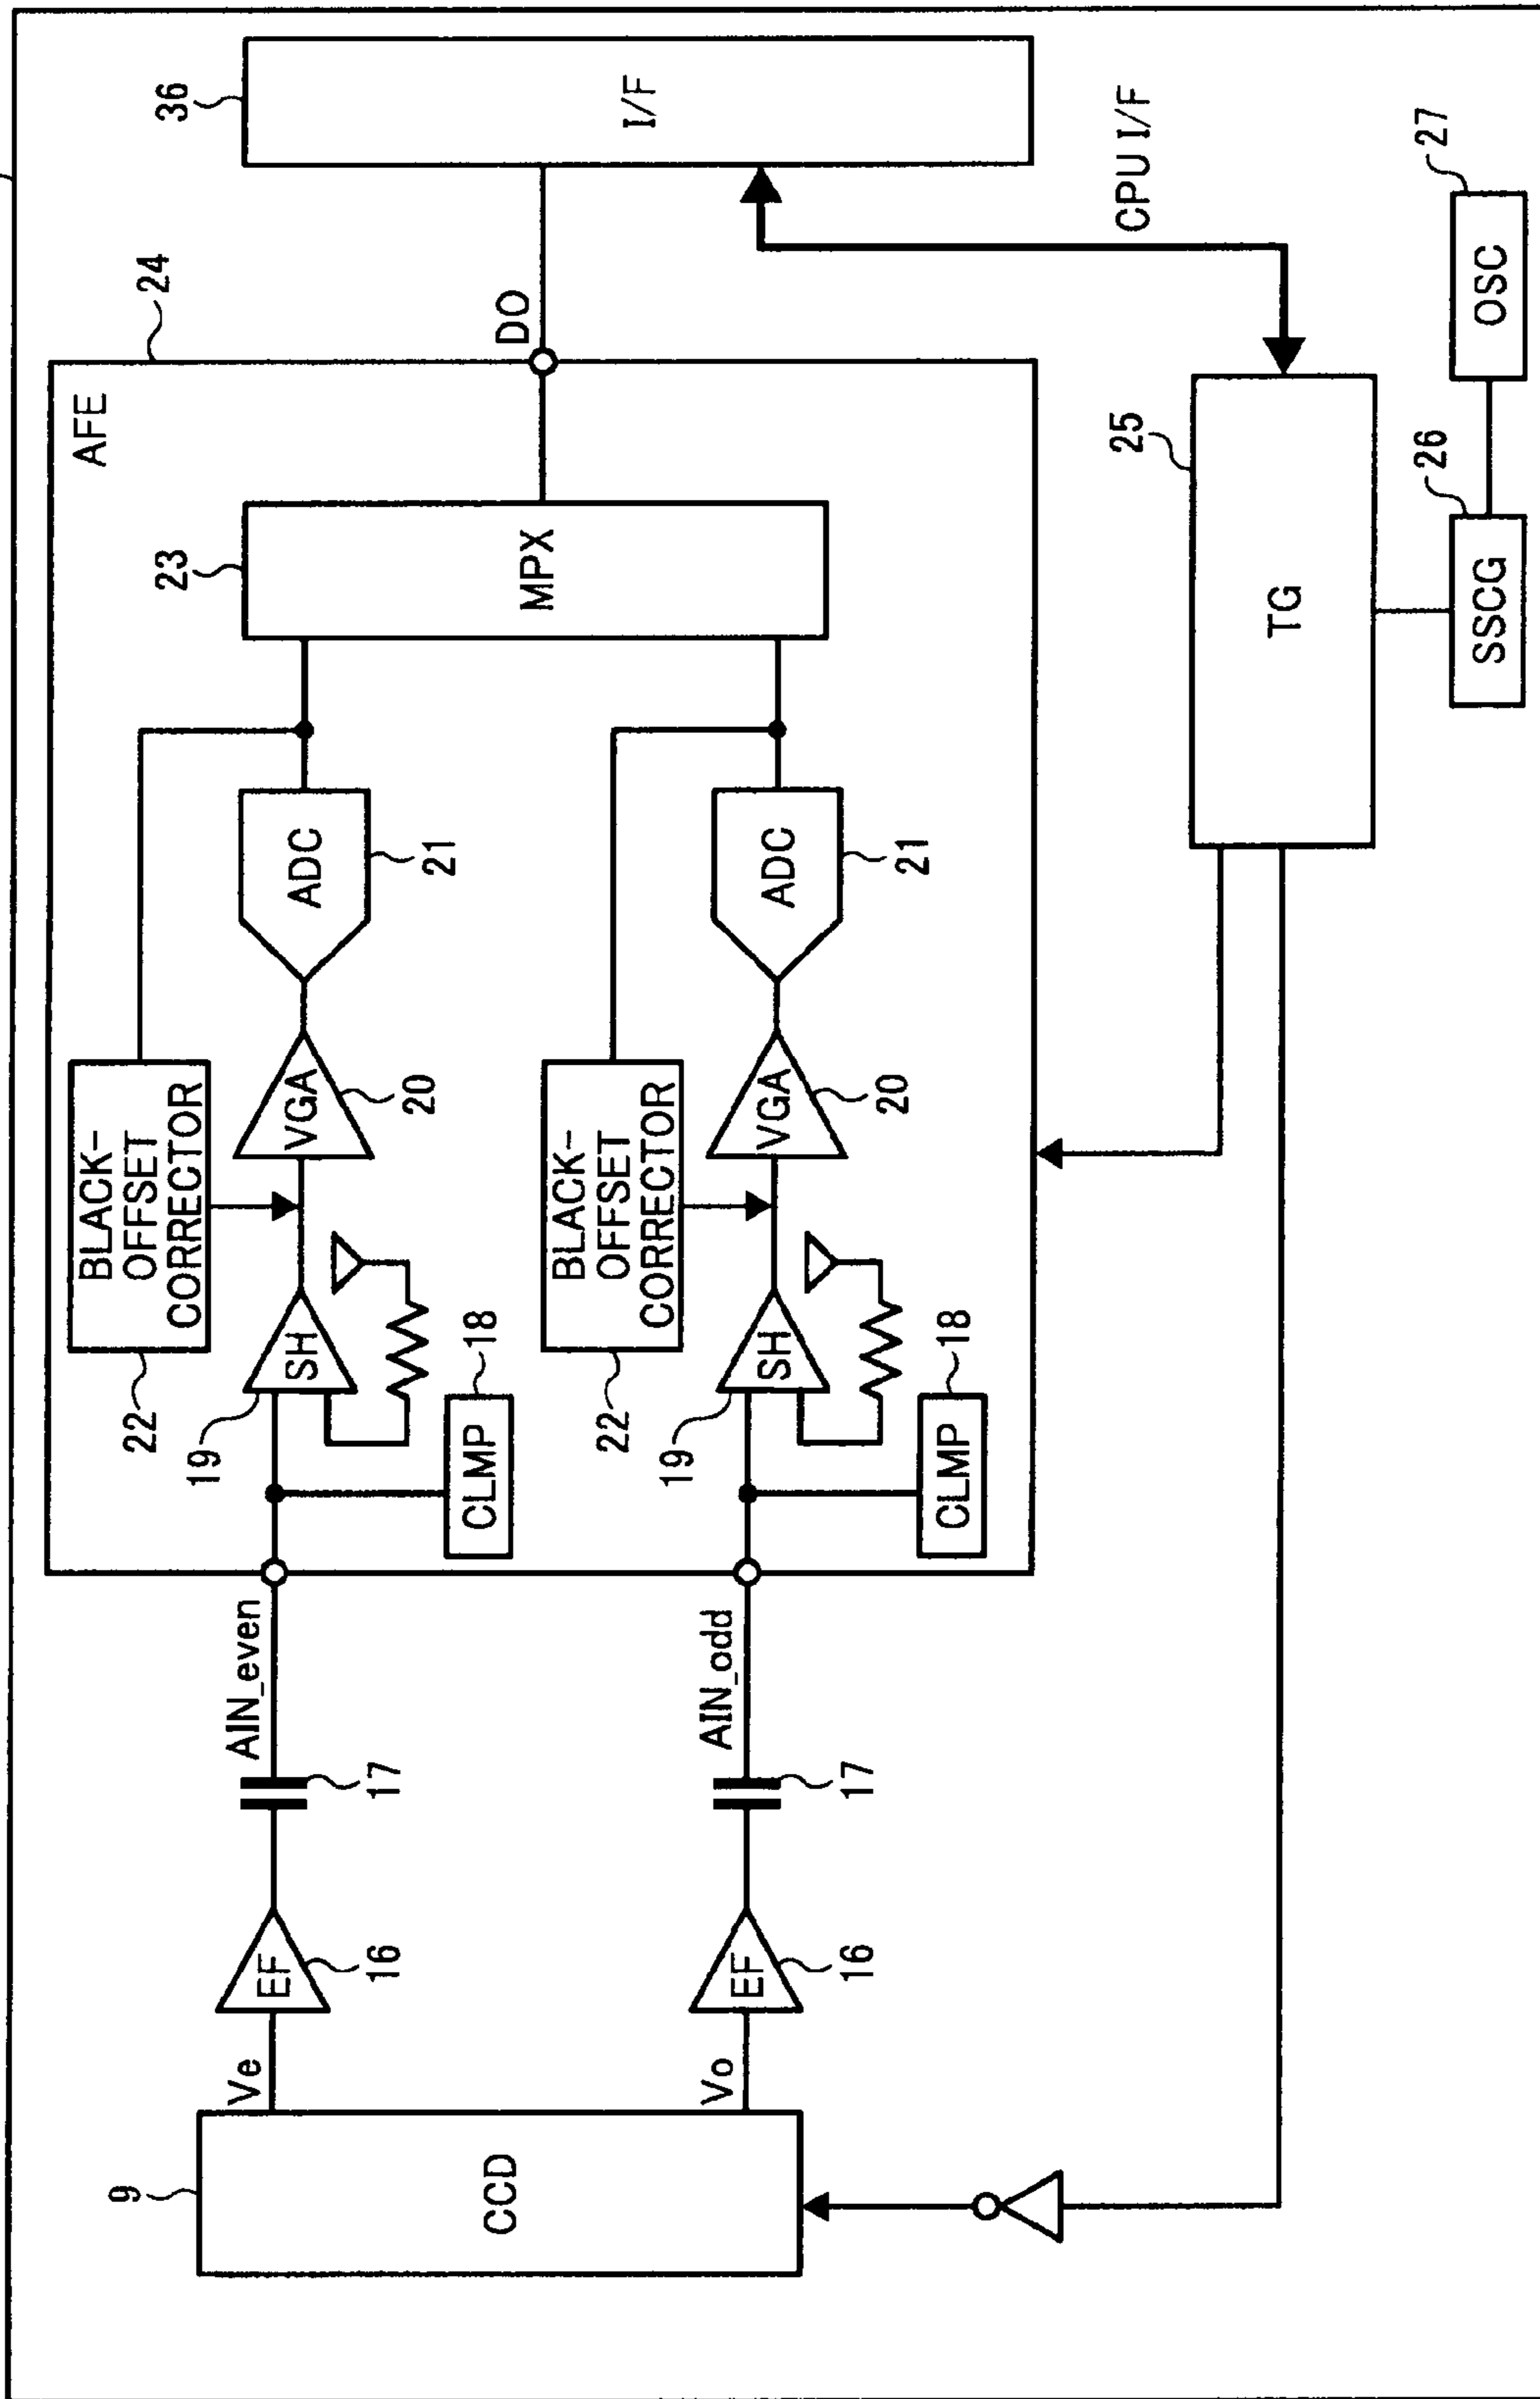 36
I/F
24
AFE
DO
CPU I/F
23
MPX
BLACK-
OFFSET
CORRECTOR
22
ADC
21
VGA
20
SH
19
CLMP
18
AIN_even
17
EF
16
Ve
BLACK-
OFFSET
CORRECTOR
22
ADC
21
VGA
20
SH
19
CLMP
18
AIN_odd
17
EF
16
Vo
9
CCD
25
TG
26
SSCG
27
OSC